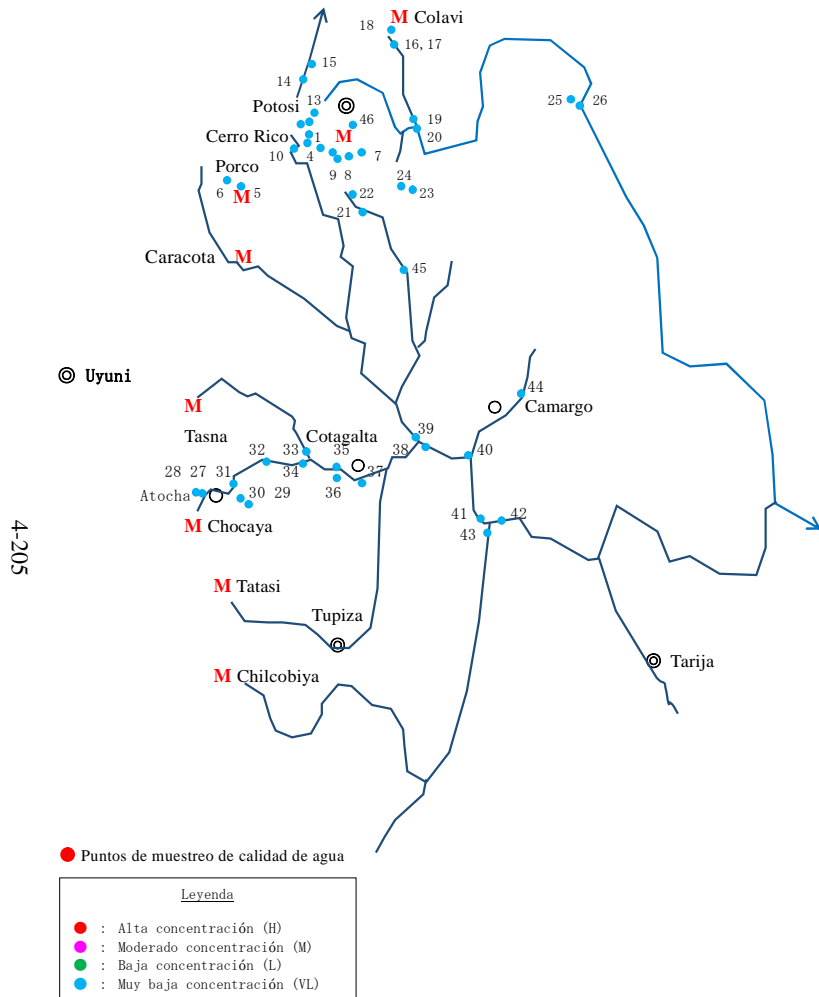 18 M Colavi
16,17
15
14
Potosi 13
46
25 26
19
20
Cerro Rico 1 M
10 4 9 8 7
Porco
6 M 5
24 23
22
21
Caracota M
45
Uyuni
M
44
Camargo
Tasna Cotagalta 39
32 33 35 38
40
28 27 31 34
37
36
Atocha 30 29
M Chocaya
41 42
43
4-205
M Tatasi
Tupiza
Tarija
M Chilcobiya
Puntos de muestreo de calidad de agua
Leyenda
: Alta concentración (H)
: Moderado concentración (M)
: Baja concentración (L)
: Muy baja concentración (VL)